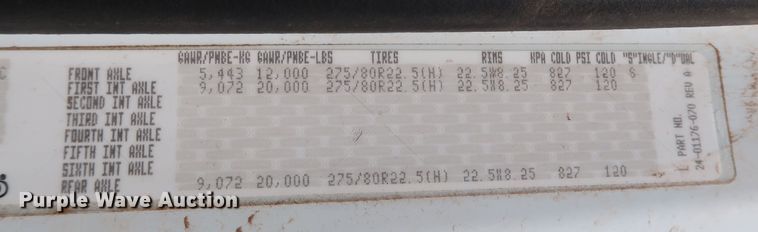 GAWR/PNBE-KG GAWR/PNBE-LBS TIRES RIMS KPA COLD PSI COLD "S"INGLE/"D"UAL
FRONT AXLE 5,443 12,000 275/80R22.5(H) 22.5X8.25 827 120 S
FIRST INT AXLE 9,072 20,000 275/80R22.5(H) 22.5X8.25 827 120
SECOND INT AXLE
THIRD INT AXLE
FOURTH INT AXLE
FIFTH INT AXLE
SIXTH INT AXLE
REAR AXLE 9,072 20,000 275/80R22.5(H) 22.5X8.25 827 120
PART NO.
24-01176-070 REV A
Purple Wave Auction